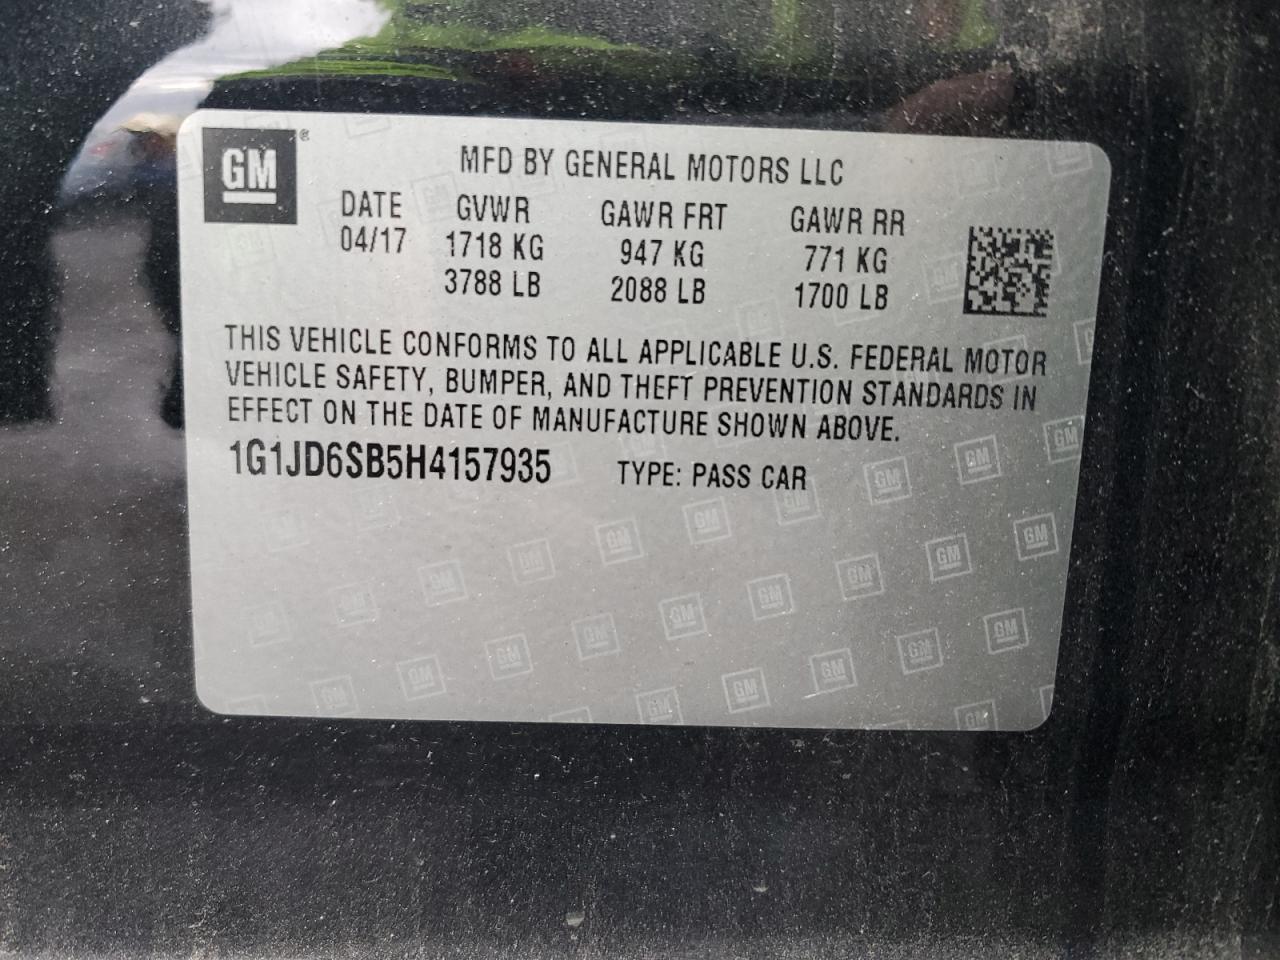 GM ®
MFD BY GENERAL MOTORS LLC
DATE GVWR GAWR FRT GAWR RR
04/17 1718 KG 947 KG 771 KG
3788 LB 2088 LB 1700 LB
THIS VEHICLE CONFORMS TO ALL APPLICABLE U.S. FEDERAL MOTOR
VEHICLE SAFETY, BUMPER, AND THEFT PREVENTION STANDARDS IN
EFFECT ON THE DATE OF MANUFACTURE SHOWN ABOVE.
1G1JD6SB5H4157935 TYPE: PASS CAR